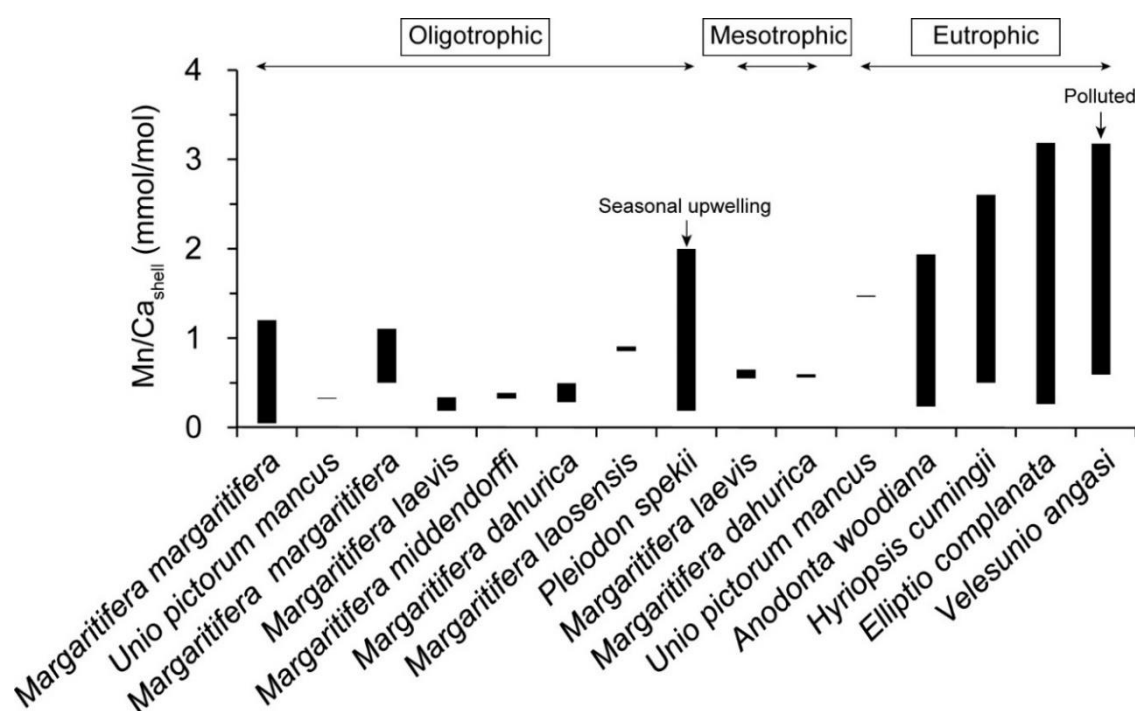 Oligotrophic
Mesotrophic
Eutrophic
Polluted
Seasonal upwelling
Mn/Ca shell (mmol/mol)
4
3
2
1
0
Margaritifera margaritifera
Unio pictorum mancus
Margaritifera margaritifera
Margaritifera laevis
Margaritifera middendorffi
Margaritifera dahurica
Margaritifera laosensis
Pleiodon spekii
Margaritifera laevis
Margaritifera dahurica
Unio pictorum mancus
Anodonta woodiana
Hyriopsis cumingii
Elliptio complanata
Velesunio angasi